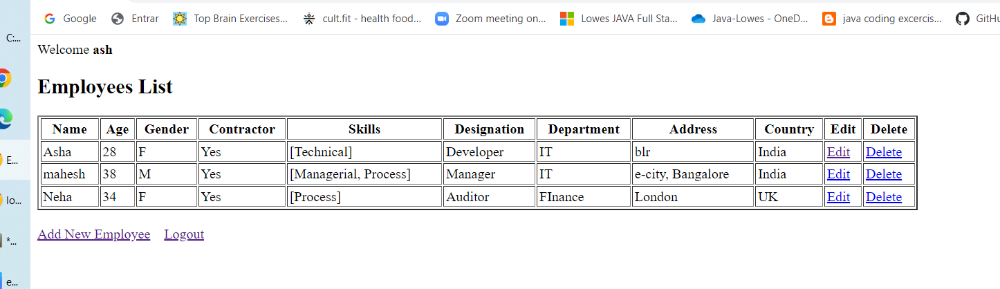 C:...
Google Entrar Top Brain Exercises... cult.fit - health food... Zoom meeting on... Lowes JAVA Full Sta... Java-Lowes - OneD... java coding excercis... GitHu
Welcome ash
Employees List
Name Age Gender Contractor Skills Designation Department Address Country Edit Delete
Asha 28 F Yes [Technical] Developer IT blr India Edit Delete
E...
mahesh 38 M Yes [Managerial, Process] Manager IT e-city, Bangalore India Edit Delete
Neha 34 F Yes [Process] Auditor FInance London UK Edit Delete
lo...
Add New Employee Logout
*...
e...